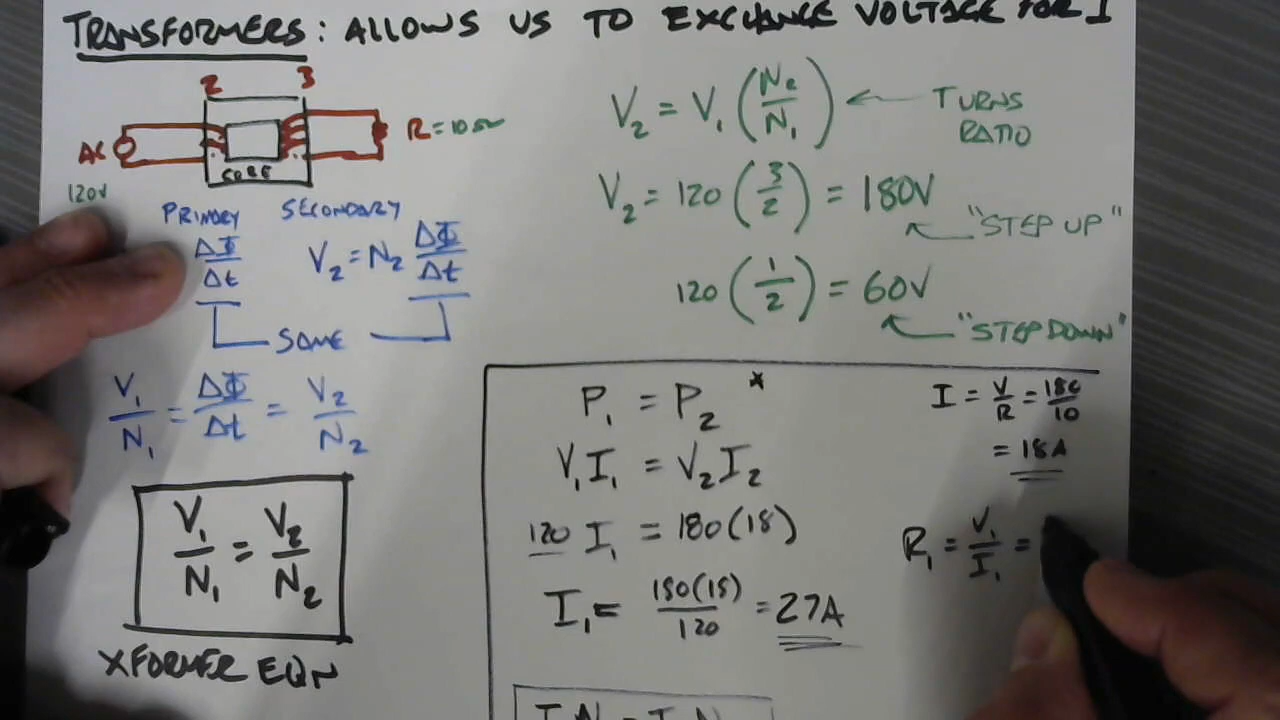 TRANSFORMERS: ALLOWS US TO EXCHANGE VOLTAGE FOR I
2 3
AC
120V
CORE
R = 10Ω
PRIMARY SECONDARY
ΔΦ/Δt V₂ = N₂ ΔΦ/Δt
SAME
V₁/N₁ = ΔΦ/Δt = V₂/N₂
V₁/N₁ = V₂/N₂
XFORMER EQN
V₂ = V₁ (N₂/N₁) ← TURNS RATIO
V₂ = 120 (3/2) = 180V
"STEP UP"
120 (1/2) = 60V
"STEP DOWN"
P₁ = P₂ *
V₁I₁ = V₂I₂
120 I₁ = 180(18)
I₁ = 180(18)/120 = 27A
I = V/R = 180/10
= 18A
R₁ = V₁/I₁ =